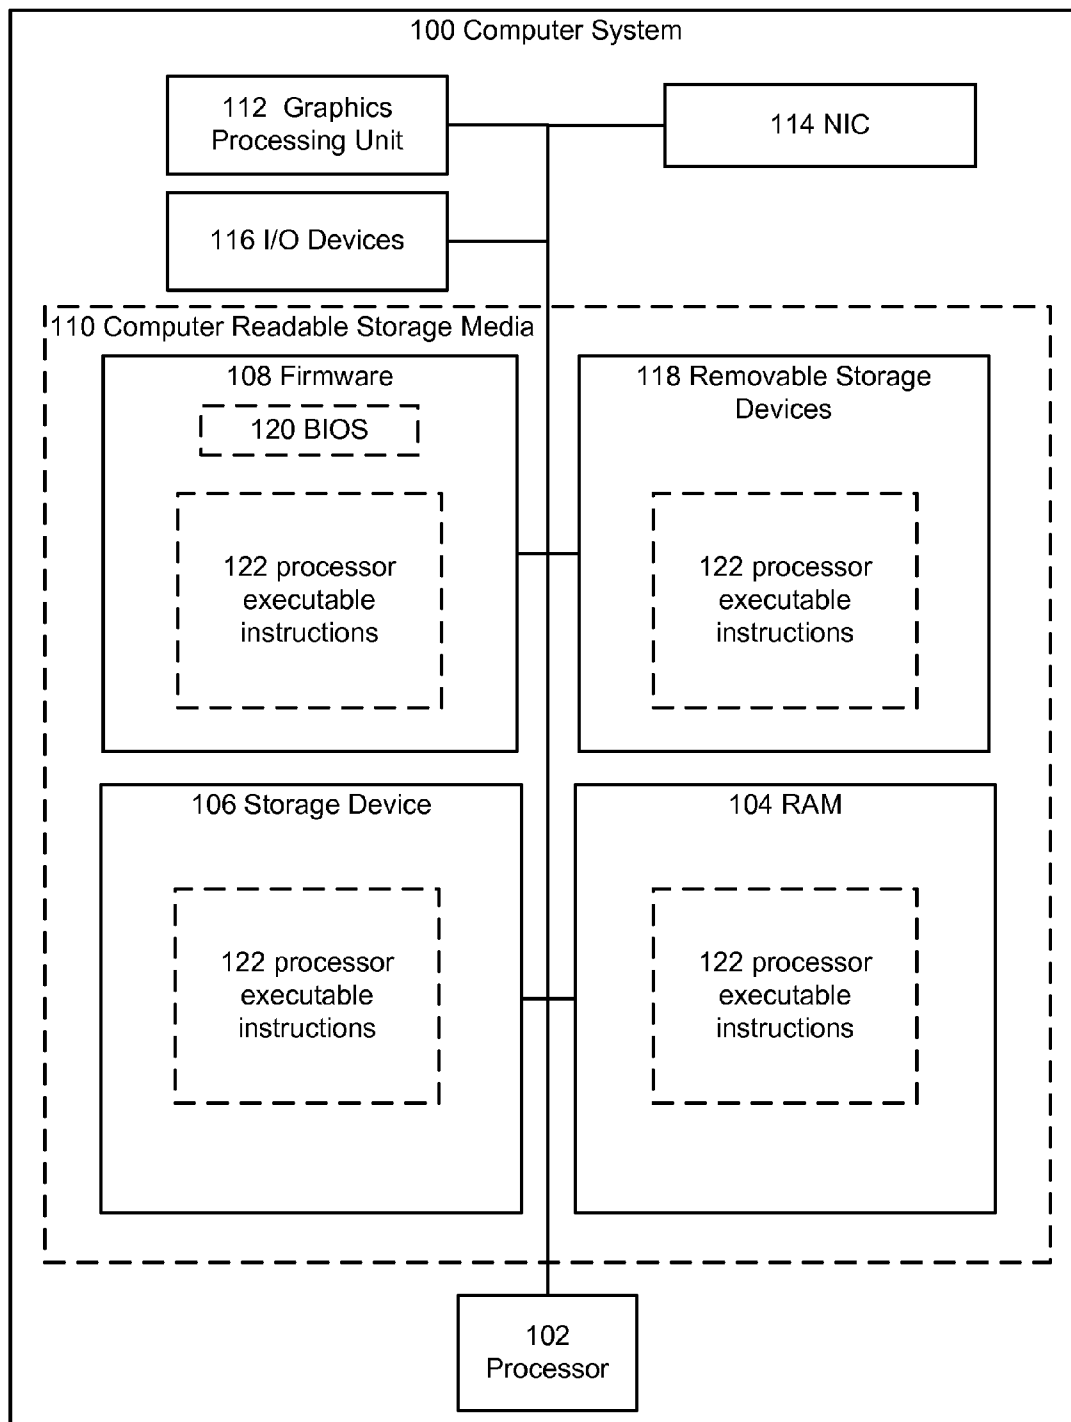 100 Computer System
112 Graphics
Processing Unit
114 NIC
116 I/O Devices
110 Computer Readable Storage Media
108 Firmware
120 BIOS
122 processor
executable
instructions
118 Removable Storage
Devices
122 processor
executable
instructions
106 Storage Device
122 processor
executable
instructions
104 RAM
122 processor
executable
instructions
102
Processor